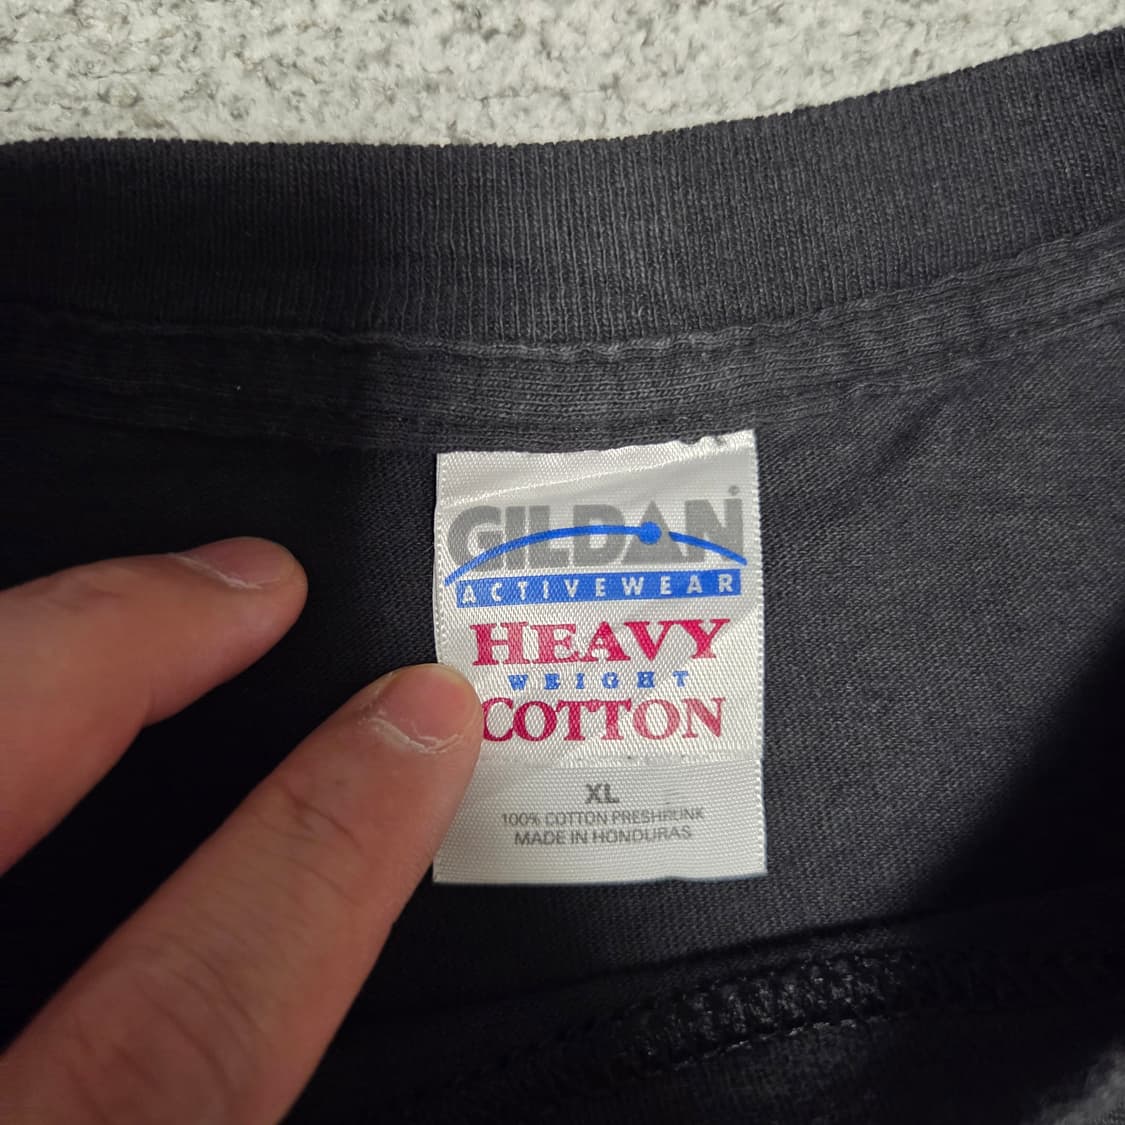 GILDAN®
ACTIVEWEAR
HEAVY
WEIGHT
COTTON
XL
100% COTTON PRESHRUNK
MADE IN HONDURAS